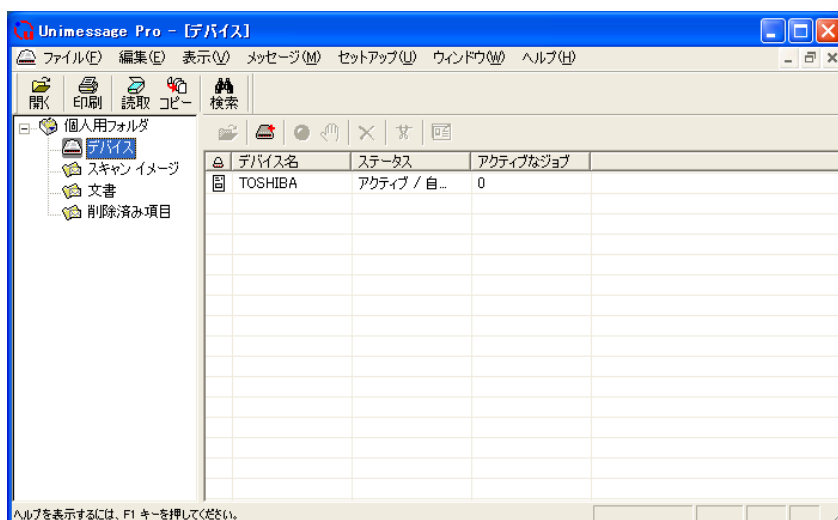 Unimessage Pro - [デバイス]
ファイル(F) 編集(E) 表示(V) メッセージ(M) セットアップ(U) ウィンドウ(W) ヘルプ(H)
開く 印刷 読取 コピー 検索
個人用フォルダ
デバイス
スキャン イメージ
文書
削除済み項目
デバイス名 ステータス アクティブなジョブ
TOSHIBA アクティブ / 自... 0
ヘルプを表示するには、F1 キーを押してください。